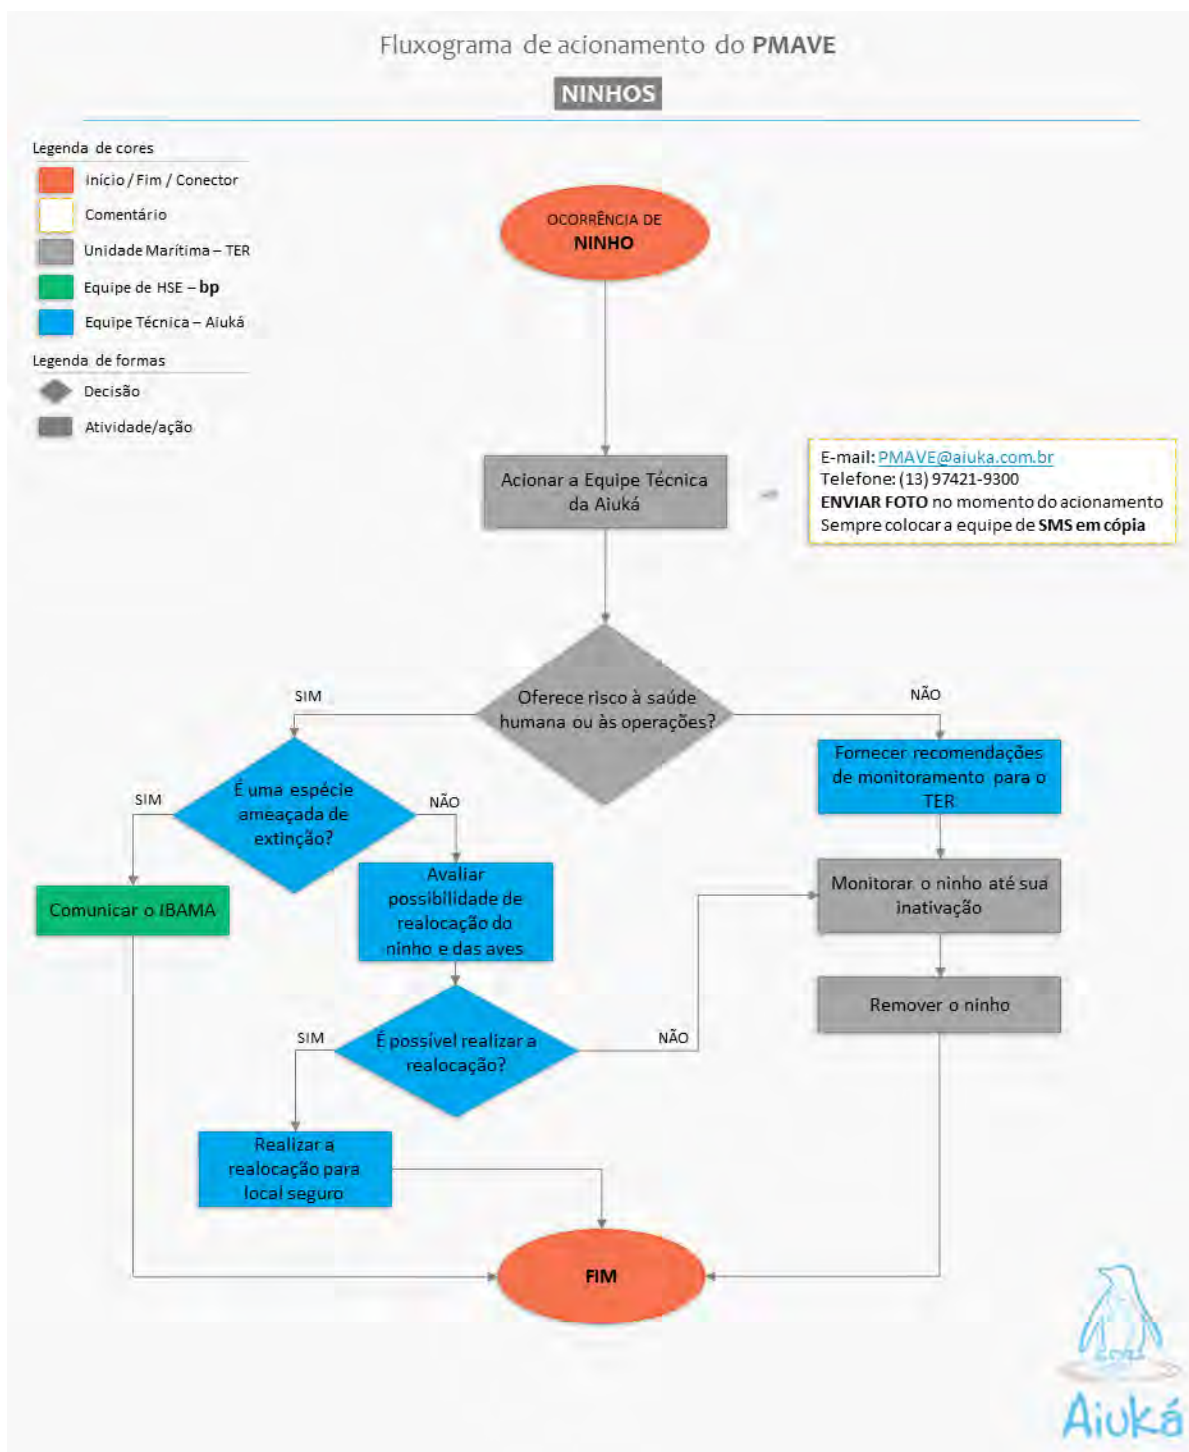 Fluxograma de acionamento do PMAVE
NINHOS
Legenda de cores
Início / Fim / Conector
Comentário
Unidade Marítima – TER
Equipe de HSE – bp
Equipe Técnica – Aiuká
Legenda de formas
Decisão
Atividade/ação
OCORRÊNCIA DE
NINHO
Acionar a Equipe Técnica
da Aiuká
E-mail: PMAVE@aiuka.com.br
Telefone: (13) 97421-9300
ENVIAR FOTO no momento do acionamento
Sempre colocar a equipe de SMS em cópia
Oferece risco à saúde
humana ou às operações?
SIM
NÃO
É uma espécie
ameaçada de
extinção?
SIM
NÃO
Fornecer recomendações
de monitoramento para o
TER
Comunicar o IBAMA
Avaliar
possibilidade de
realocação do
ninho e das aves
Monitorar o ninho até sua
inativação
Remover o ninho
É possível realizar a
realocação?
SIM
NÃO
Realizar a
realocação para
local seguro
FIM
Aiuká